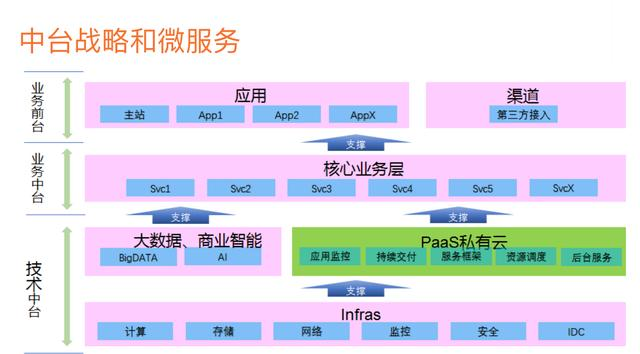 中台战略和微服务
业务前台
应用
主站
App1
App2
AppX
渠道
第三方接入
支撑
业务中台
核心业务层
Svc1
Svc2
Svc3
Svc4
Svc5
SvcX
支撑
支撑
技术中台
大数据、商业智能
BigDATA
AI
PaaS私有云
应用监控
持续交付
服务框架
资源调度
后台服务
支撑
Infras
计算
存储
网络
监控
安全
IDC